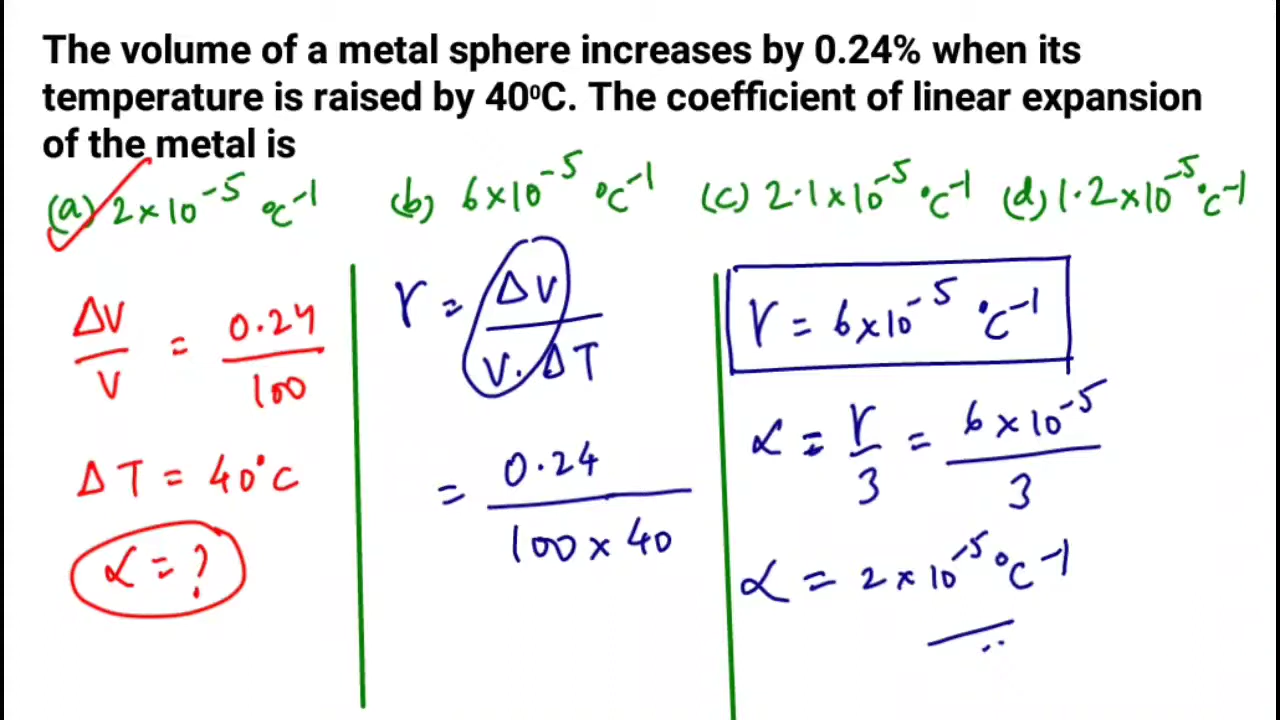 The volume of a metal sphere increases by 0.24% when its
temperature is raised by 40⁰C. The coefficient of linear expansion
of the metal is
(a) 2×10⁻⁵ °C⁻¹ (b) 6×10⁻⁵ °C⁻¹ (c) 2.1×10⁻⁵ °C⁻¹ (d) 1.2×10⁻⁵ °C⁻¹
ΔV/V = 0.24/100
ΔT = 40°C
α = ?
γ = ΔV/V.ΔT
= 0.24/100×40
γ = 6×10⁻⁵ °C⁻¹
α = γ/3 = 6×10⁻⁵/3
α = 2×10⁻⁵ °C⁻¹